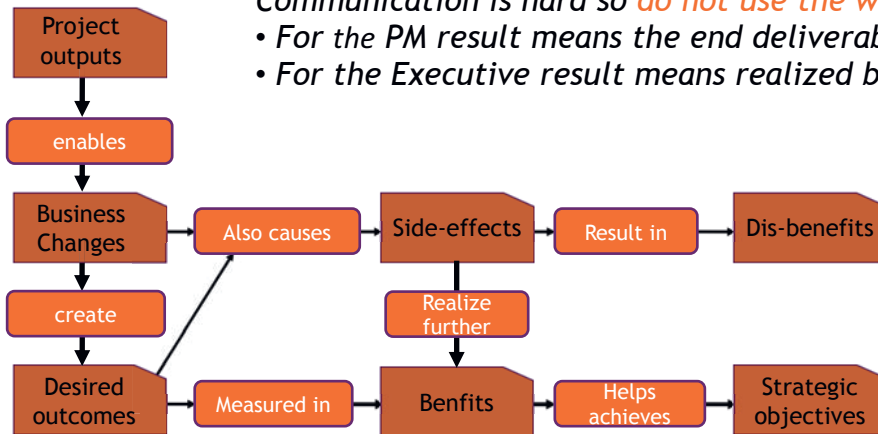 Communication is hard so do not use the
• For the PM result means the end
• For the Executive result means realized
Project
outputs
enables
Business
Changes
Also causes
Side-effects
Result in
Dis-benefits
create
Realize
further
Desired
outcomes
Measured in
Benfits
Helps
achieves
Strategic
objectives